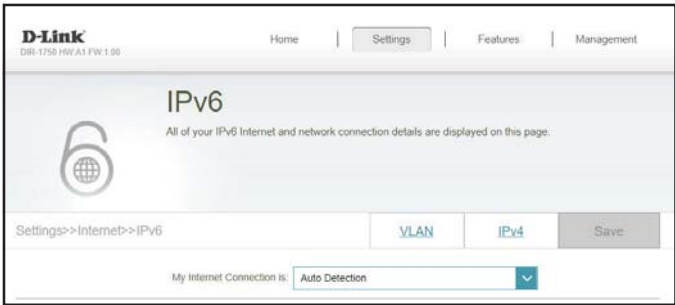 D-Link
DIR-1750 HW A1 FW 1.00
Home | Settings | Features | Management
IPv6
All of your IPv6 Internet and network connection details are displayed on this page.
Settings>>Internet>>IPv6
VLAN
IPv4
Save
My Internet Connection is: Auto Detection